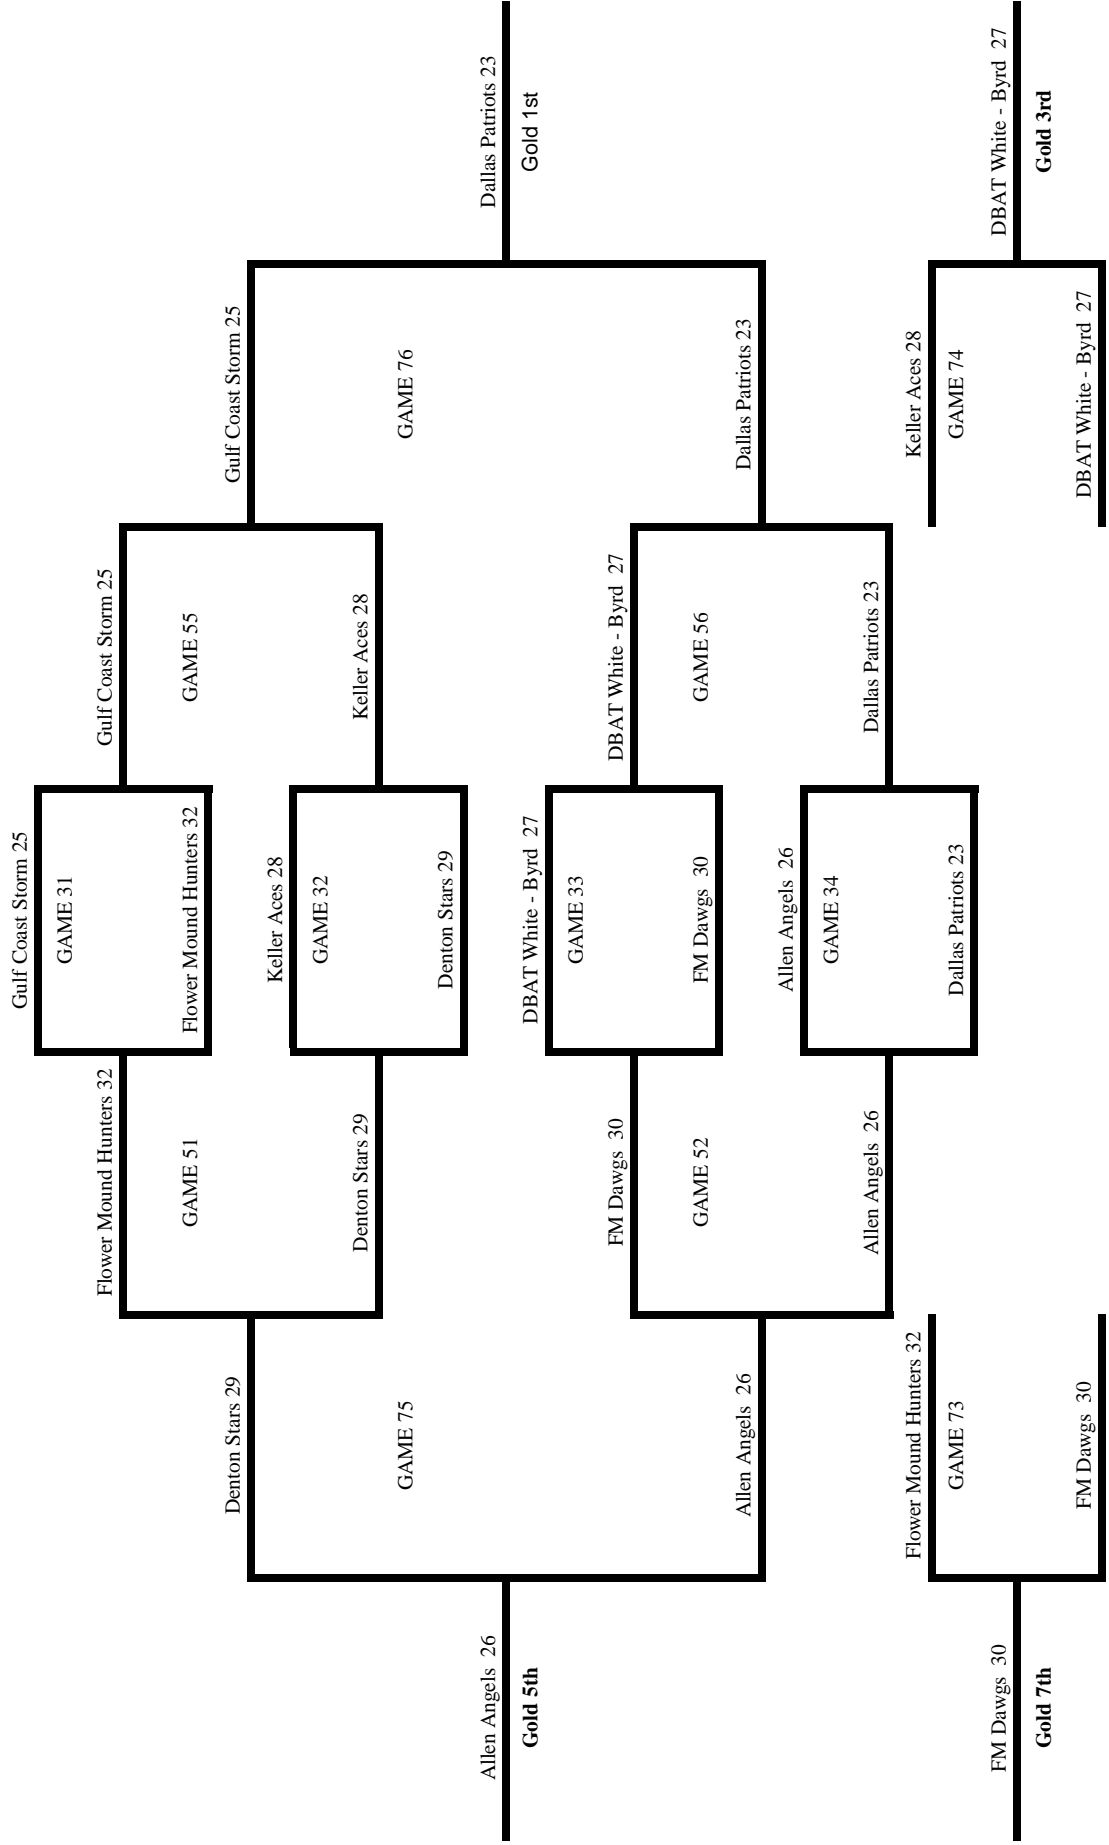 Gulf Coast Storm 25
GAME 31
Flower Mound Hunters 32
Keller Aces 28
GAME 32
Denton Stars 29
DBAT White - Byrd  27
GAME 33
FM Dawgs  30
Allen Angels  26
GAME 34
Dallas Patriots 23
Gulf Coast Storm 25
GAME 55
Keller Aces 28
DBAT White - Byrd  27
GAME 56
Dallas Patriots 23
Gulf Coast Storm 25
GAME 76
Dallas Patriots 23
Dallas Patriots 23
Gold 1st
Keller Aces 28
GAME 74
DBAT White - Byrd  27
DBAT White - Byrd  27
Gold 3rd
Flower Mound Hunters 32
GAME 51
Denton Stars 29
FM Dawgs  30
GAME 52
Allen Angels  26
Denton Stars 29
GAME 75
Allen Angels  26
Allen Angels  26
Gold 5th
Flower Mound Hunters 32
GAME 73
FM Dawgs  30
FM Dawgs  30
Gold 7th